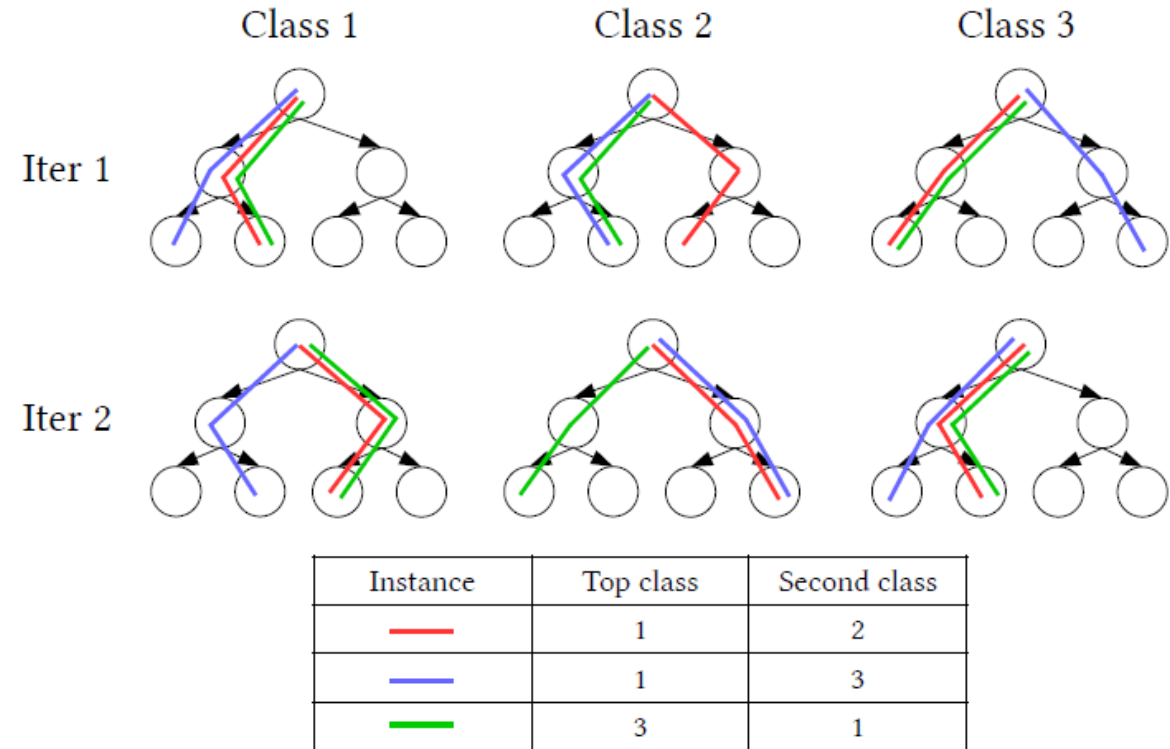 Class 1 Class 2 Class 3
Iter 1
Iter 2
Instance Top class Second class
1 2
1 3
3 1